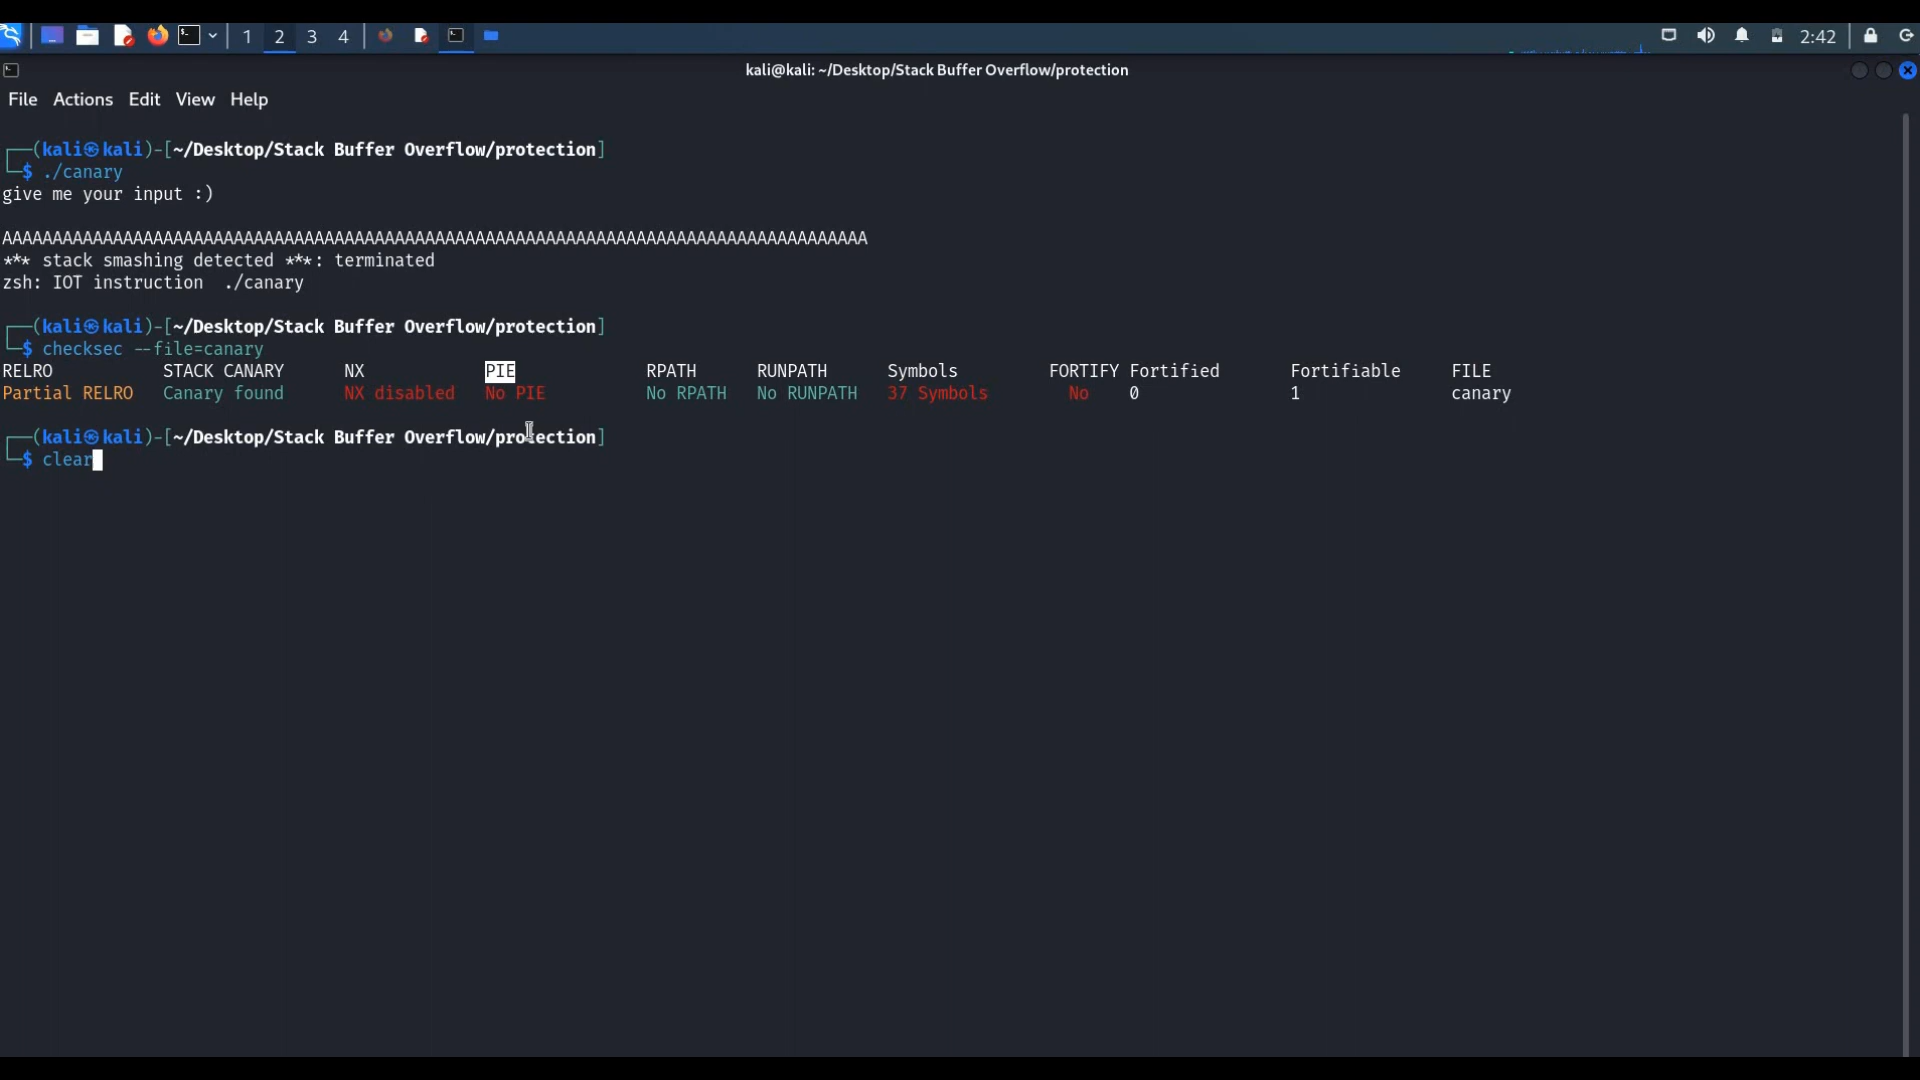 1 2 3 4 2:42
kali@kali: ~/Desktop/Stack Buffer Overflow/protection
File Actions Edit View Help
┌──(kali㉿kali)-[~/Desktop/Stack Buffer Overflow/protection]
└─$ ./canary
give me your input :)
AAAAAAAAAAAAAAAAAAAAAAAAAAAAAAAAAAAAAAAAAAAAAAAAAAAAAAAAAAAAAAAAAAAAAAAAAAAAAAAAAAAAAA
*** stack smashing detected ***: terminated
zsh: IOT instruction ./canary
┌──(kali㉿kali)-[~/Desktop/Stack Buffer Overflow/protection]
└─$ checksec --file=canary
RELRO STACK CANARY NX PIE RPATH RUNPATH Symbols FORTIFY Fortified Fortifiable FILE
Partial RELRO Canary found NX disabled No PIE No RPATH No RUNPATH 37 Symbols No 0 1 canary
┌──(kali㉿kali)-[~/Desktop/Stack Buffer Overflow/protection]
└─$ clear